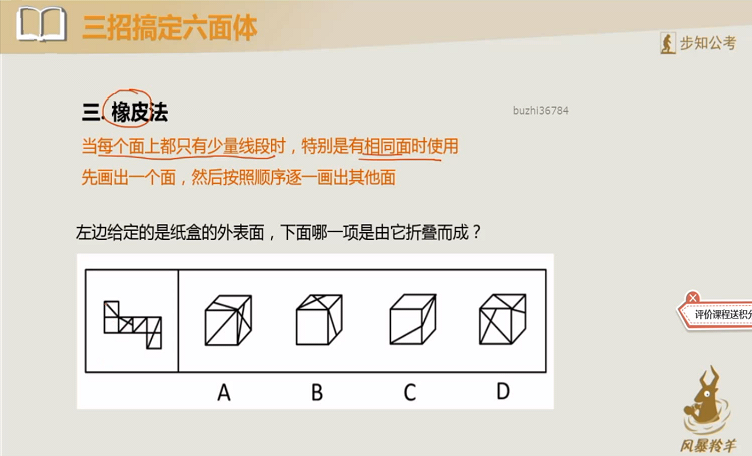 三招搞定六面体
步知公考
三. 橡皮法
buzhi36784
当每个面上都只有少量线段时，特别是有相同面时使用
先画出一个面，然后按照顺序逐一画出其他面
左边给定的是纸盒的外表面，下面哪一项是由它折叠而成？
评价课程送积分
A B C D
风暴羚羊